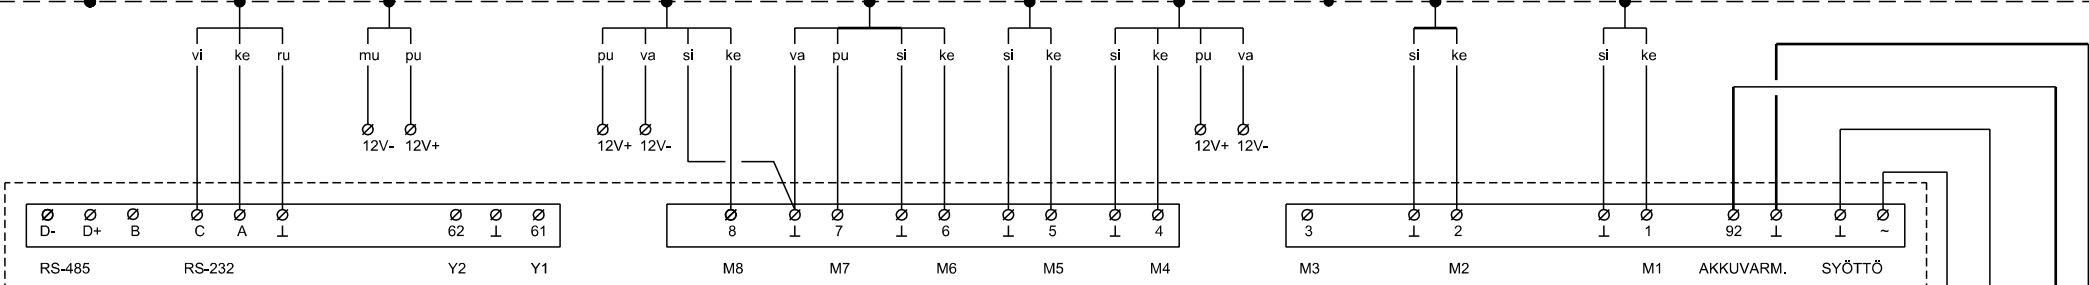 vi ke ru mu pu pu va si ke va pu si ke si ke si ke pu va si ke si ke
12V- 12V+ 12V+ 12V- 12V+ 12V-
D- D+ B C A ⊥ 62 ⊥ 61 8 ⊥ 7 ⊥ 6 ⊥ 5 ⊥ 4 3 ⊥ 2 ⊥ 1 92 ⊥ ⊥ ~
RS-485 RS-232 Y2 Y1 M8 M7 M6 M5 M4 M3 M2 M1 AKKUVARM. SYÖTTÖ